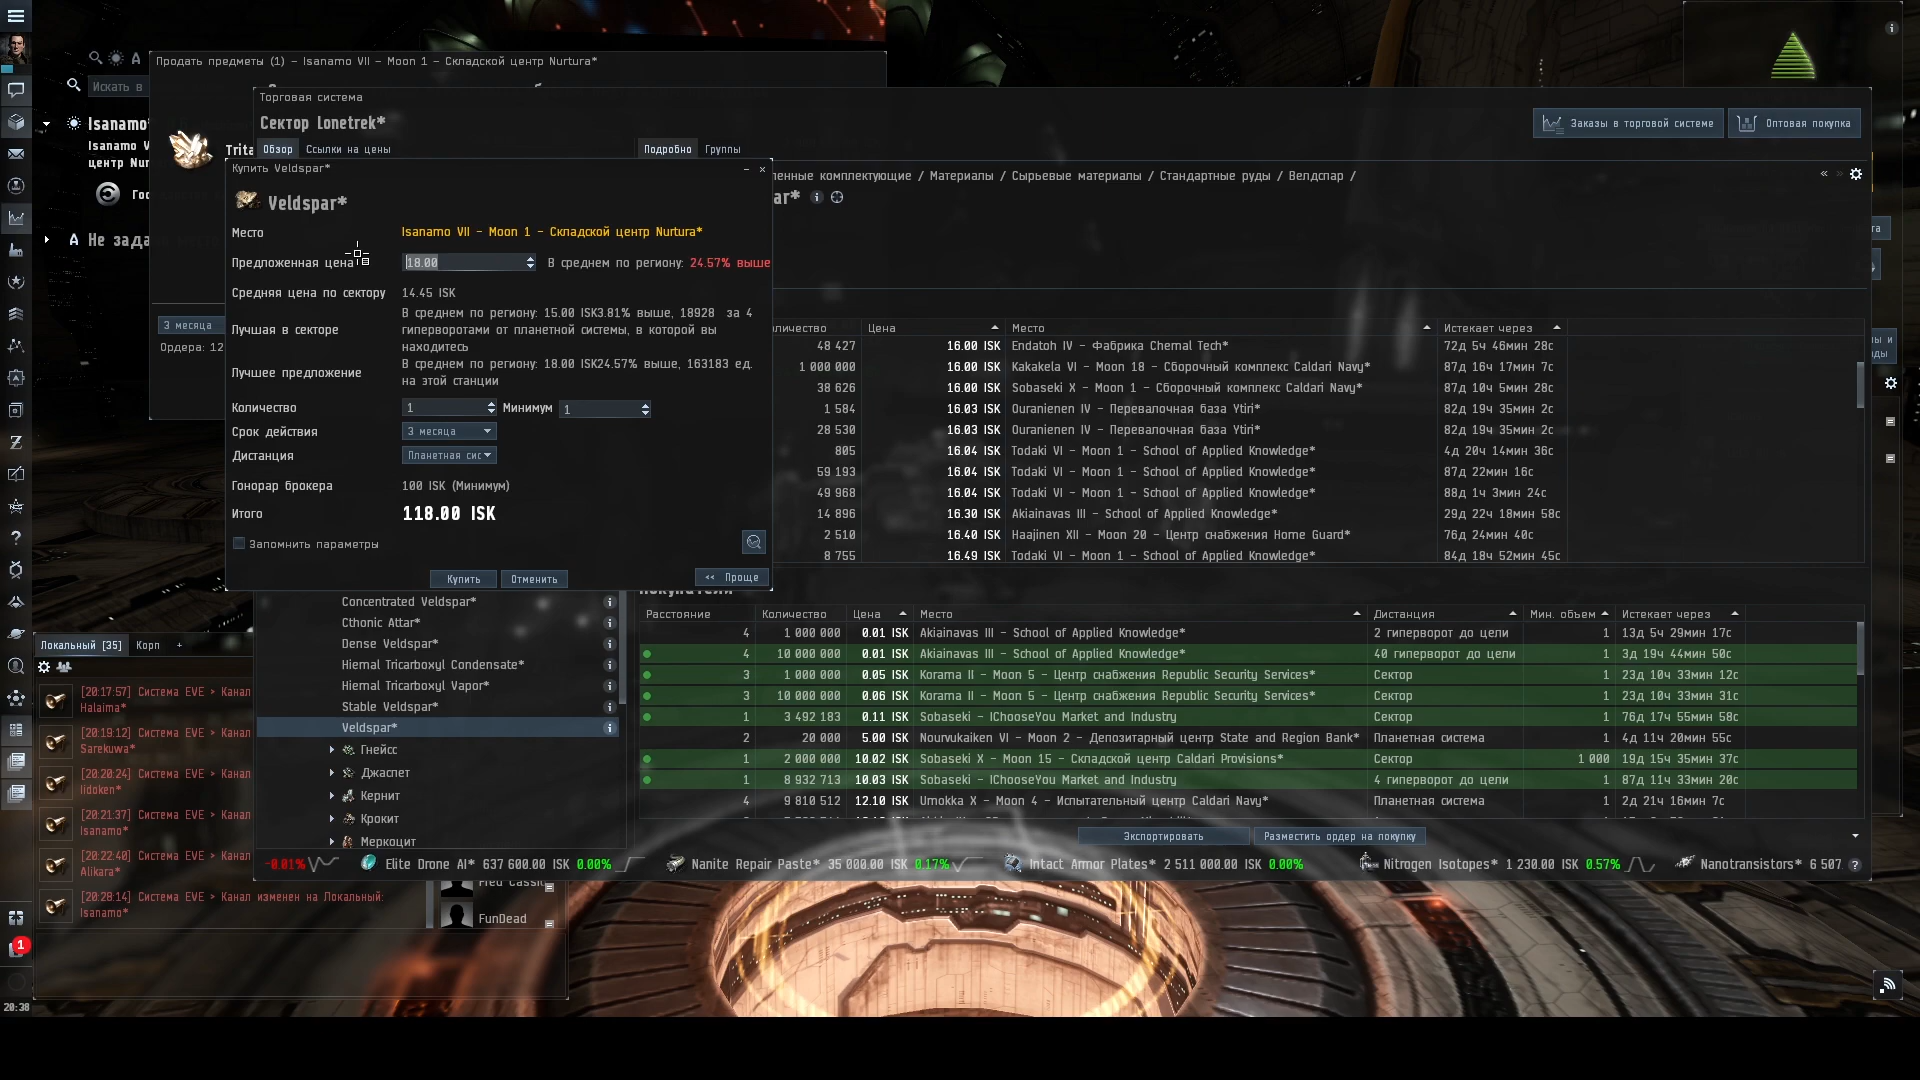 Продать предметы (1) – Isanamo VII – Moon 1 – Складской центр Nurtura*
Искать в
Торговая система
Сектор Lonetrek*
Заказы в торговой системе
Оптовая покупка
Isanamo
Isanamo V
центр Nur
Trita
Обзор
Ссылки на цены
Подробно
Группы
Купить Veldspar*
ленные комплектующие / Материалы / Сырьевые материалы / Стандартные руды / Велдспар /
ar*
Veldspar*
Место
Isanamo VII – Moon 1 – Складской центр Nurtura*
Предложенная цена
18.00
В среднем по региону: 24.57% выше
Средняя цена по сектору
14.45 ISK
Лучшая в секторе
В среднем по региону: 15.00 ISK3.81% выше, 18928 за 4
гиперворотами от планетной системы, в которой вы
находитесь
Лучшее предложение
В среднем по региону: 18.00 ISK24.57% выше, 163183 ед.
на этой станции
Количество
1
Минимум
1
Срок действия
3 месяца
Дистанция
Планетная сис
Гонорар брокера
100 ISK (Минимум)
Итого
118.00 ISK
Запомнить параметры
Купить
Отменить
<< Проще
Гос
A Не зада
3 месяца
Ордера: 12
личество Цена Место Истекает через
48 427 16.00 ISK Endatoh IV – Фабрика Chemal Tech* 72д 5ч 46мин 28с
1 000 000 16.00 ISK Kakakela VI – Moon 18 – Сборочный комплекс Caldari Navy* 87д 16ч 17мин 7с
38 626 16.00 ISK Sobaseki X – Moon 1 – Сборочный комплекс Caldari Navy* 87д 10ч 5мин 28с
1 584 16.03 ISK Ouranienen IV – Перевалочная база Ytiri* 82д 19ч 35мин 2с
28 530 16.03 ISK Ouranienen IV – Перевалочная база Ytiri* 82д 19ч 35мин 2с
805 16.04 ISK Todaki VI – Moon 1 – School of Applied Knowledge* 4д 20ч 14мин 36с
59 193 16.04 ISK Todaki VI – Moon 1 – School of Applied Knowledge* 87д 22мин 16с
49 968 16.04 ISK Todaki VI – Moon 1 – School of Applied Knowledge* 88д 1ч 3мин 24с
14 896 16.30 ISK Akiainavas III – School of Applied Knowledge* 29д 22ч 18мин 58с
2 510 16.40 ISK Haajinen XII – Moon 20 – Центр снабжения Home Guard* 76д 24мин 40с
8 755 16.49 ISK Todaki VI – Moon 1 – School of Applied Knowledge* 84д 18ч 52мин 45с
Покупатели
Расстояние Количество Цена Место Дистанция Мин. объем Истекает через
4 1 000 000 0.01 ISK Akiainavas III – School of Applied Knowledge* 2 гиперворот до цели 1 13д 5ч 29мин 17с
4 10 000 000 0.01 ISK Akiainavas III – School of Applied Knowledge* 40 гиперворот до цели 1 3д 19ч 44мин 50с
3 1 000 000 0.05 ISK Korama II – Moon 5 – Центр снабжения Republic Security Services* Сектор 1 23д 10ч 33мин 12с
3 10 000 000 0.06 ISK Korama II – Moon 5 – Центр снабжения Republic Security Services* Сектор 1 23д 10ч 33мин 31с
1 3 492 183 0.11 ISK Sobaseki – IChooseYou Market and Industry Сектор 1 76д 17ч 55мин 58с
2 20 000 5.00 ISK Nourvukaiken VI – Moon 2 – Депозитарный центр State and Region Bank* Планетная система 1 4д 11ч 20мин 55с
1 2 000 000 10.02 ISK Sobaseki X – Moon 15 – Складской центр Caldari Provisions* Сектор 1 000 19д 15ч 35мин 37с
1 8 932 713 10.03 ISK Sobaseki – IChooseYou Market and Industry 4 гиперворот до цели 1 87д 11ч 33мин 20с
4 9 810 512 12.10 ISK Umokka X – Moon 4 – Испытательный центр Caldari Navy* Планетная система 1 2д 21ч 16мин 7с
Экспортировать
Разместить ордер на покупку
Concentrated Veldspar*
Cthonic Attar*
Dense Veldspar*
Hiemal Tricarboxyl Condensate*
Hiemal Tricarboxyl Vapor*
Stable Veldspar*
Veldspar*
Гнейсс
Джаспет
Кернит
Крокит
Меркоцит
-0.01% Elite Drone AI* 637 600.00 ISK 0.00% Nanite Repair Paste* 35 000.00 ISK 0.17% Intact Armor Plates* 2 511 000.00 ISK 0.00% Nitrogen Isotopes* 1 230.00 ISK 0.57% Nanotransistors* 6 507
Локальный [35]
Корп
+
[20:17:57] Система EVE > Канал
Halaima*
[20:19:12] Система EVE > Канал
Sarekuwa*
[20:20:24] Система EVE > Канал
Iidoken*
[20:21:37] Система EVE > Канал
Isanamo*
[20:22:40] Система EVE > Канал
Alikara*
[20:28:14] Система EVE > Канал изменен на Локальный:
Isanamo*
FunDead
1
20:38